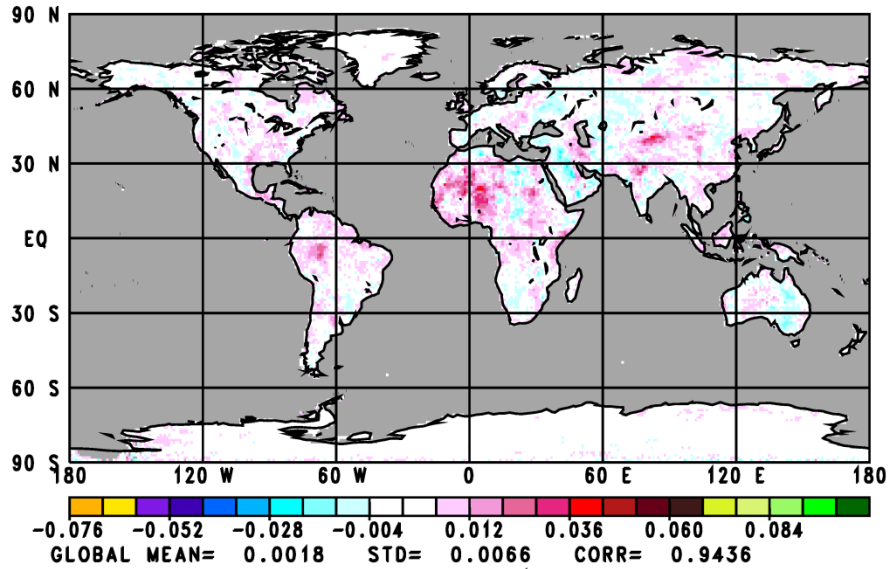 90 N
60 N
30 N
EQ
30 S
60 S
90 S
180 120 W 60 W 0 60 E 120 E 180
-0.076 -0.052 -0.028 -0.004 0.012 0.036 0.060 0.084
GLOBAL MEAN= 0.0018 STD= 0.0066 CORR= 0.9436